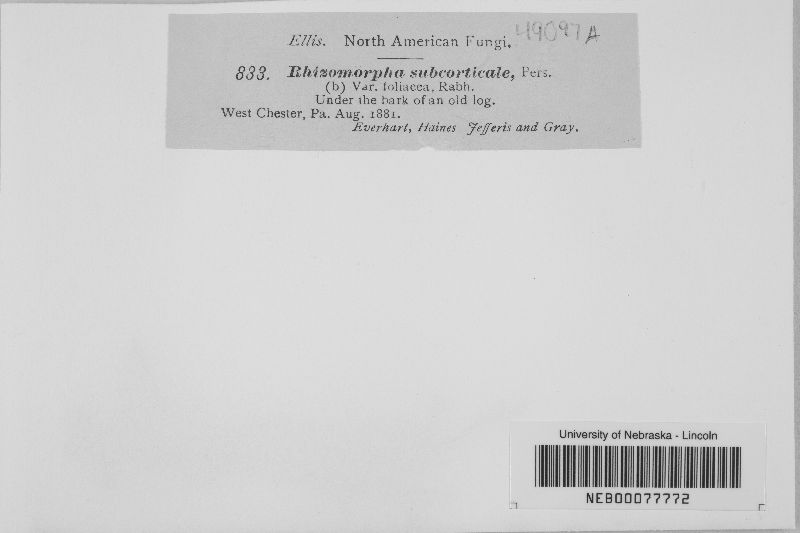 Ellis. North American Fungi, 49097 A
833. Rhizomorpha subcorticale, Pers.
(b) Var. foliacea, Rabh.
Under the bark of an old log.
West Chester, Pa. Aug. 1881.
Everhart, Haines Jefferis and Gray.
University of Nebraska - Lincoln
NEB00077772